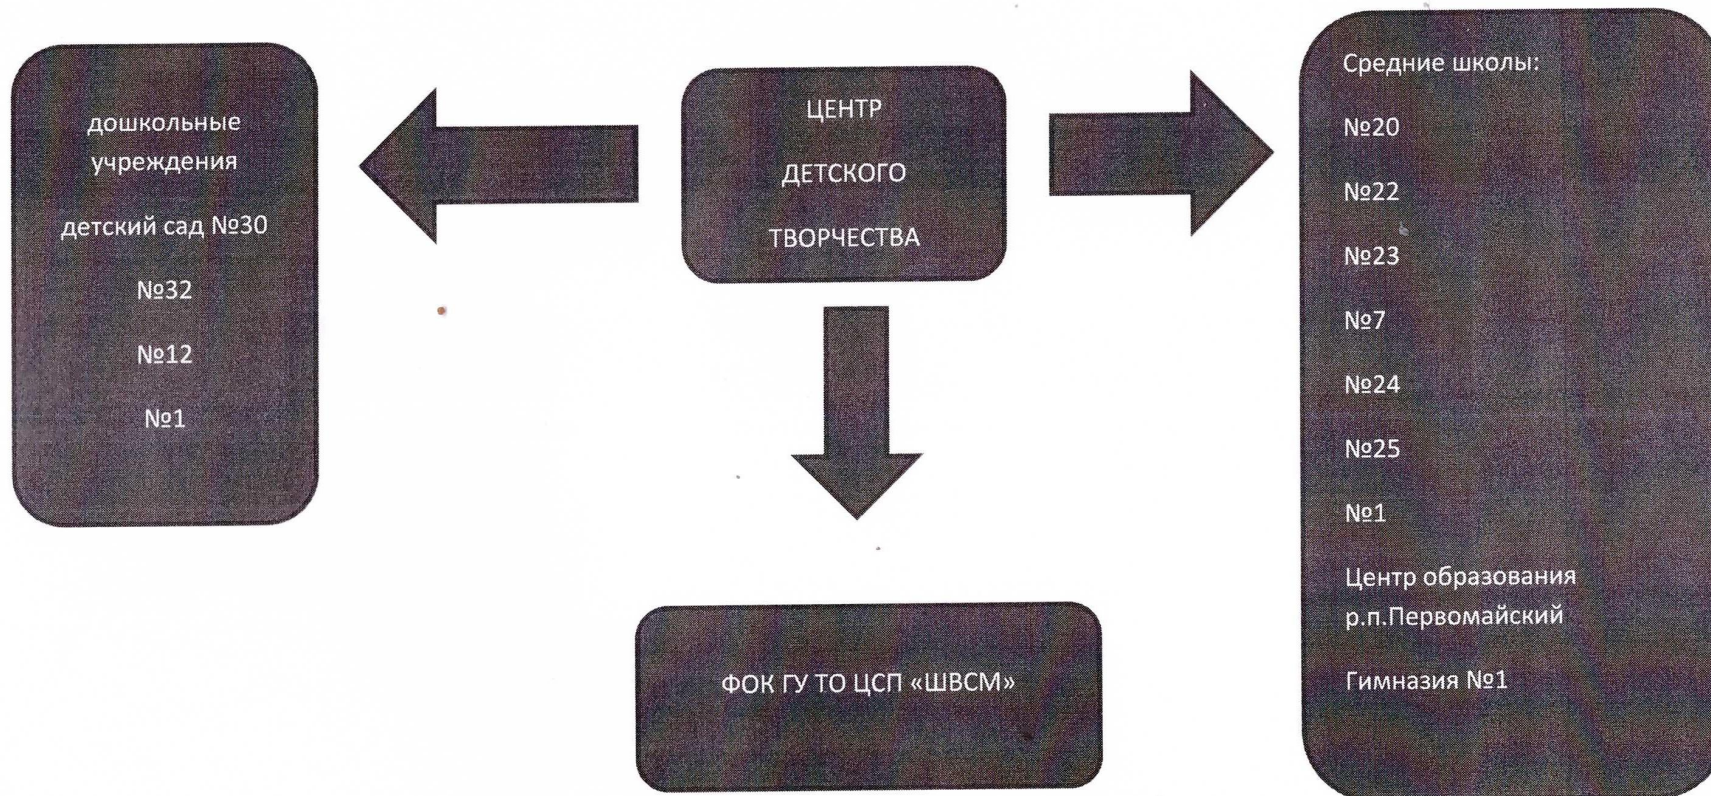 дошкольные
учреждения
детский сад №30
№32
№12
№1
ЦЕНТР
ДЕТСКОГО
ТВОРЧЕСТВА
ФОК ГУ ТО ЦСП «ШВСМ»
Средние школы:
№20
№22
№23
№7
№24
№25
№1
Центр образования
р.п.Первомайский
Гимназия №1